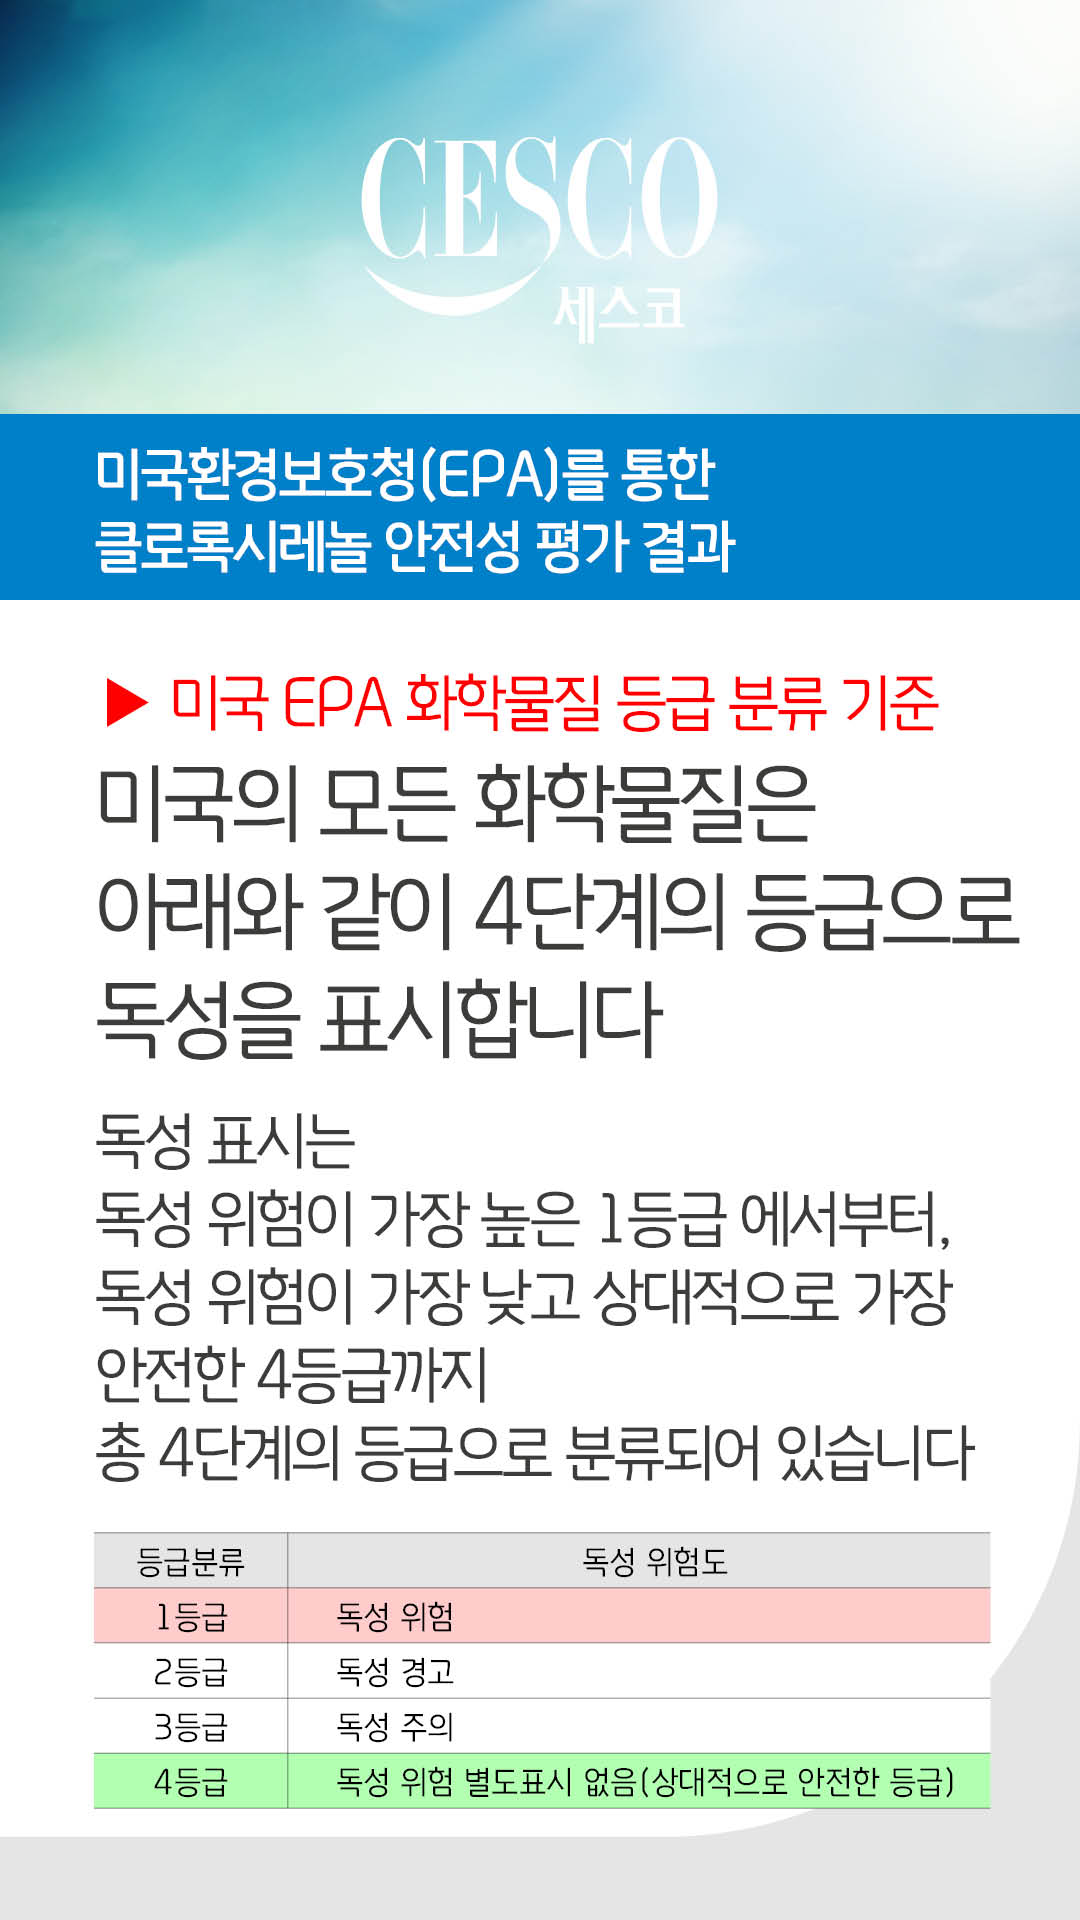 CESCO
세스코
미국환경보호청(EPA)를 통한
클로록시레놀 안전성 평가 결과
▶ 미국 EPA 화학물질 등급 분류 기준
미국의 모든 화학물질은
아래와 같이 4단계의 등급으로
독성을 표시합니다
독성 표시는
독성 위험이 가장 높은 1등급 에서부터,
독성 위험이 가장 낮고 상대적으로 가장
안전한 4등급까지
총 4단계의 등급으로 분류되어 있습니다
등급분류 독성 위험도
1등급 독성 위험
2등급 독성 경고
3등급 독성 주의
4등급 독성 위험 별도표시 없음(상대적으로 안전한 등급)